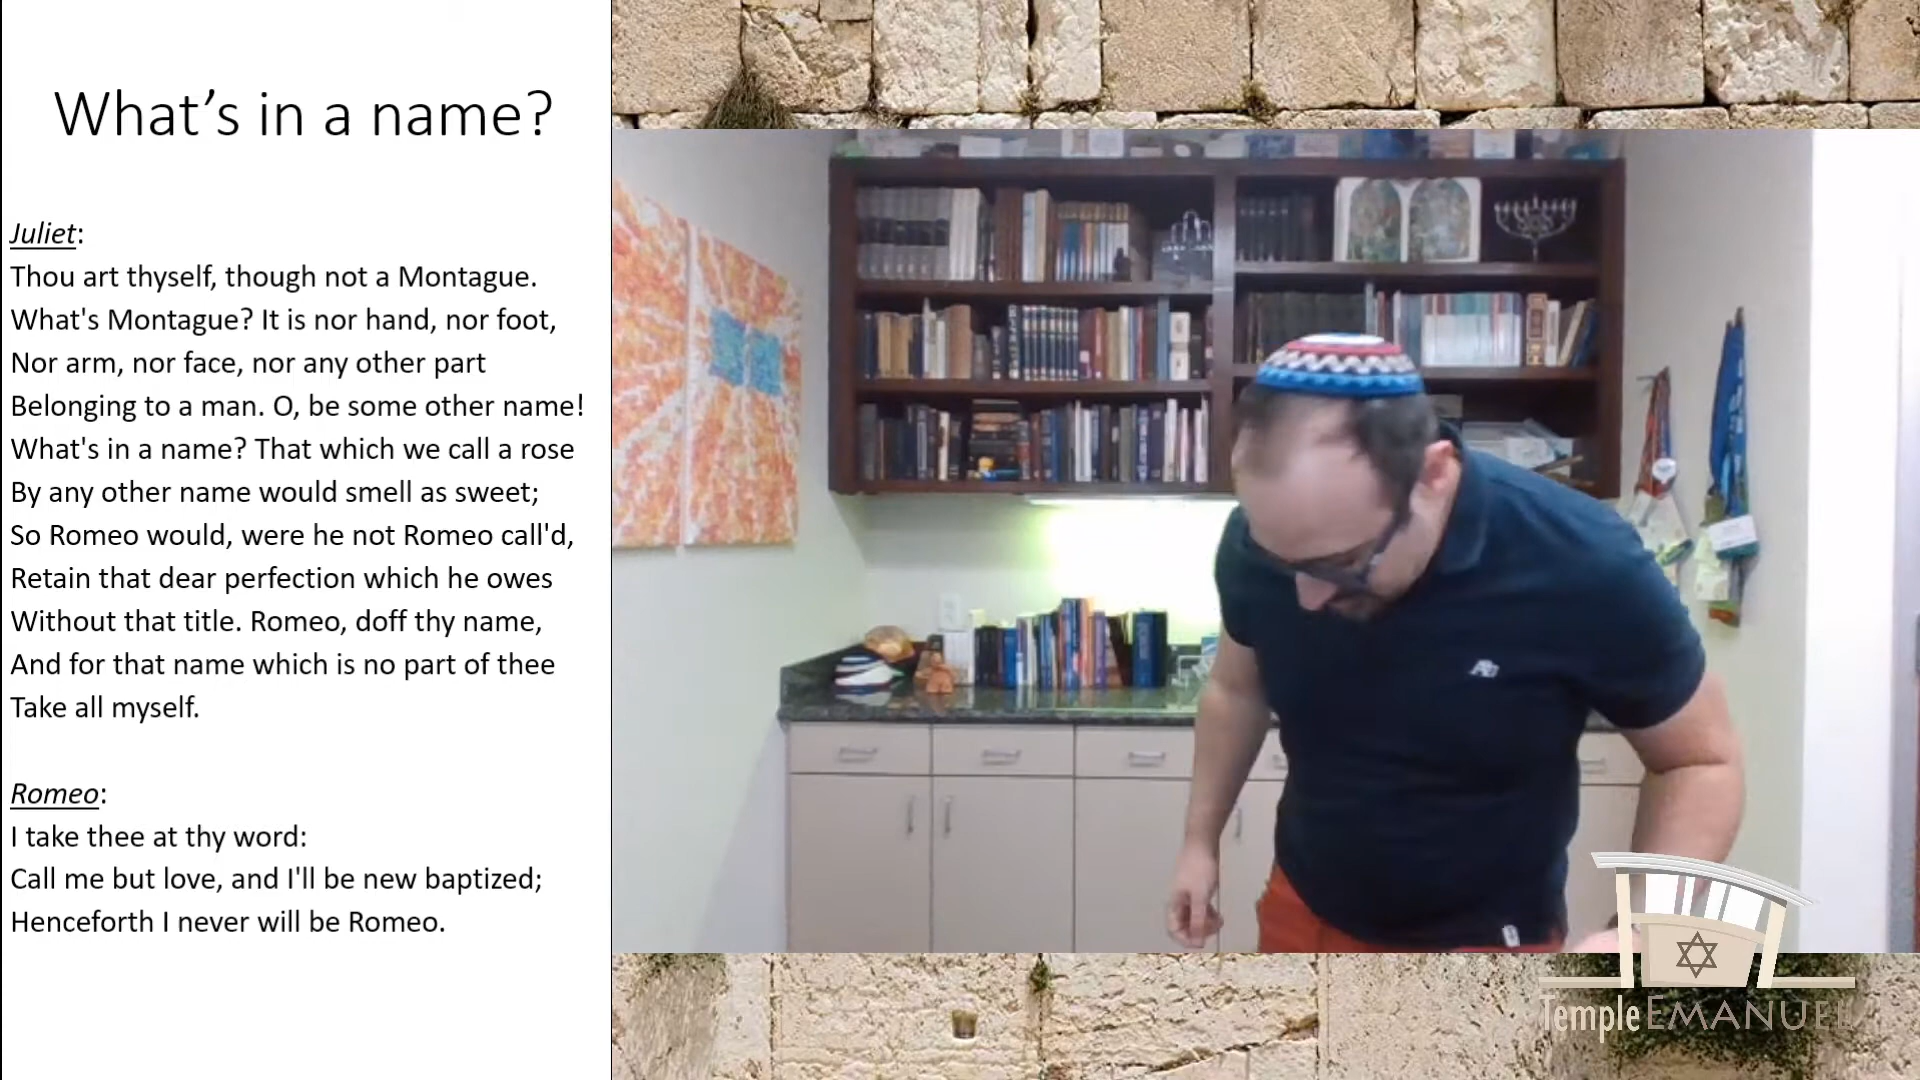 What’s in a name?
Juliet:
Thou art thyself, though not a Montague.
What's Montague? It is nor hand, nor foot,
Nor arm, nor face, nor any other part
Belonging to a man. O, be some other name!
What's in a name? That which we call a rose
By any other name would smell as sweet;
So Romeo would, were he not Romeo call'd,
Retain that dear perfection which he owes
Without that title. Romeo, doff thy name,
And for that name which is no part of thee
Take all myself.
Romeo:
I take thee at thy word:
Call me but love, and I'll be new baptized;
Henceforth I never will be Romeo.
Temple EMANUEL